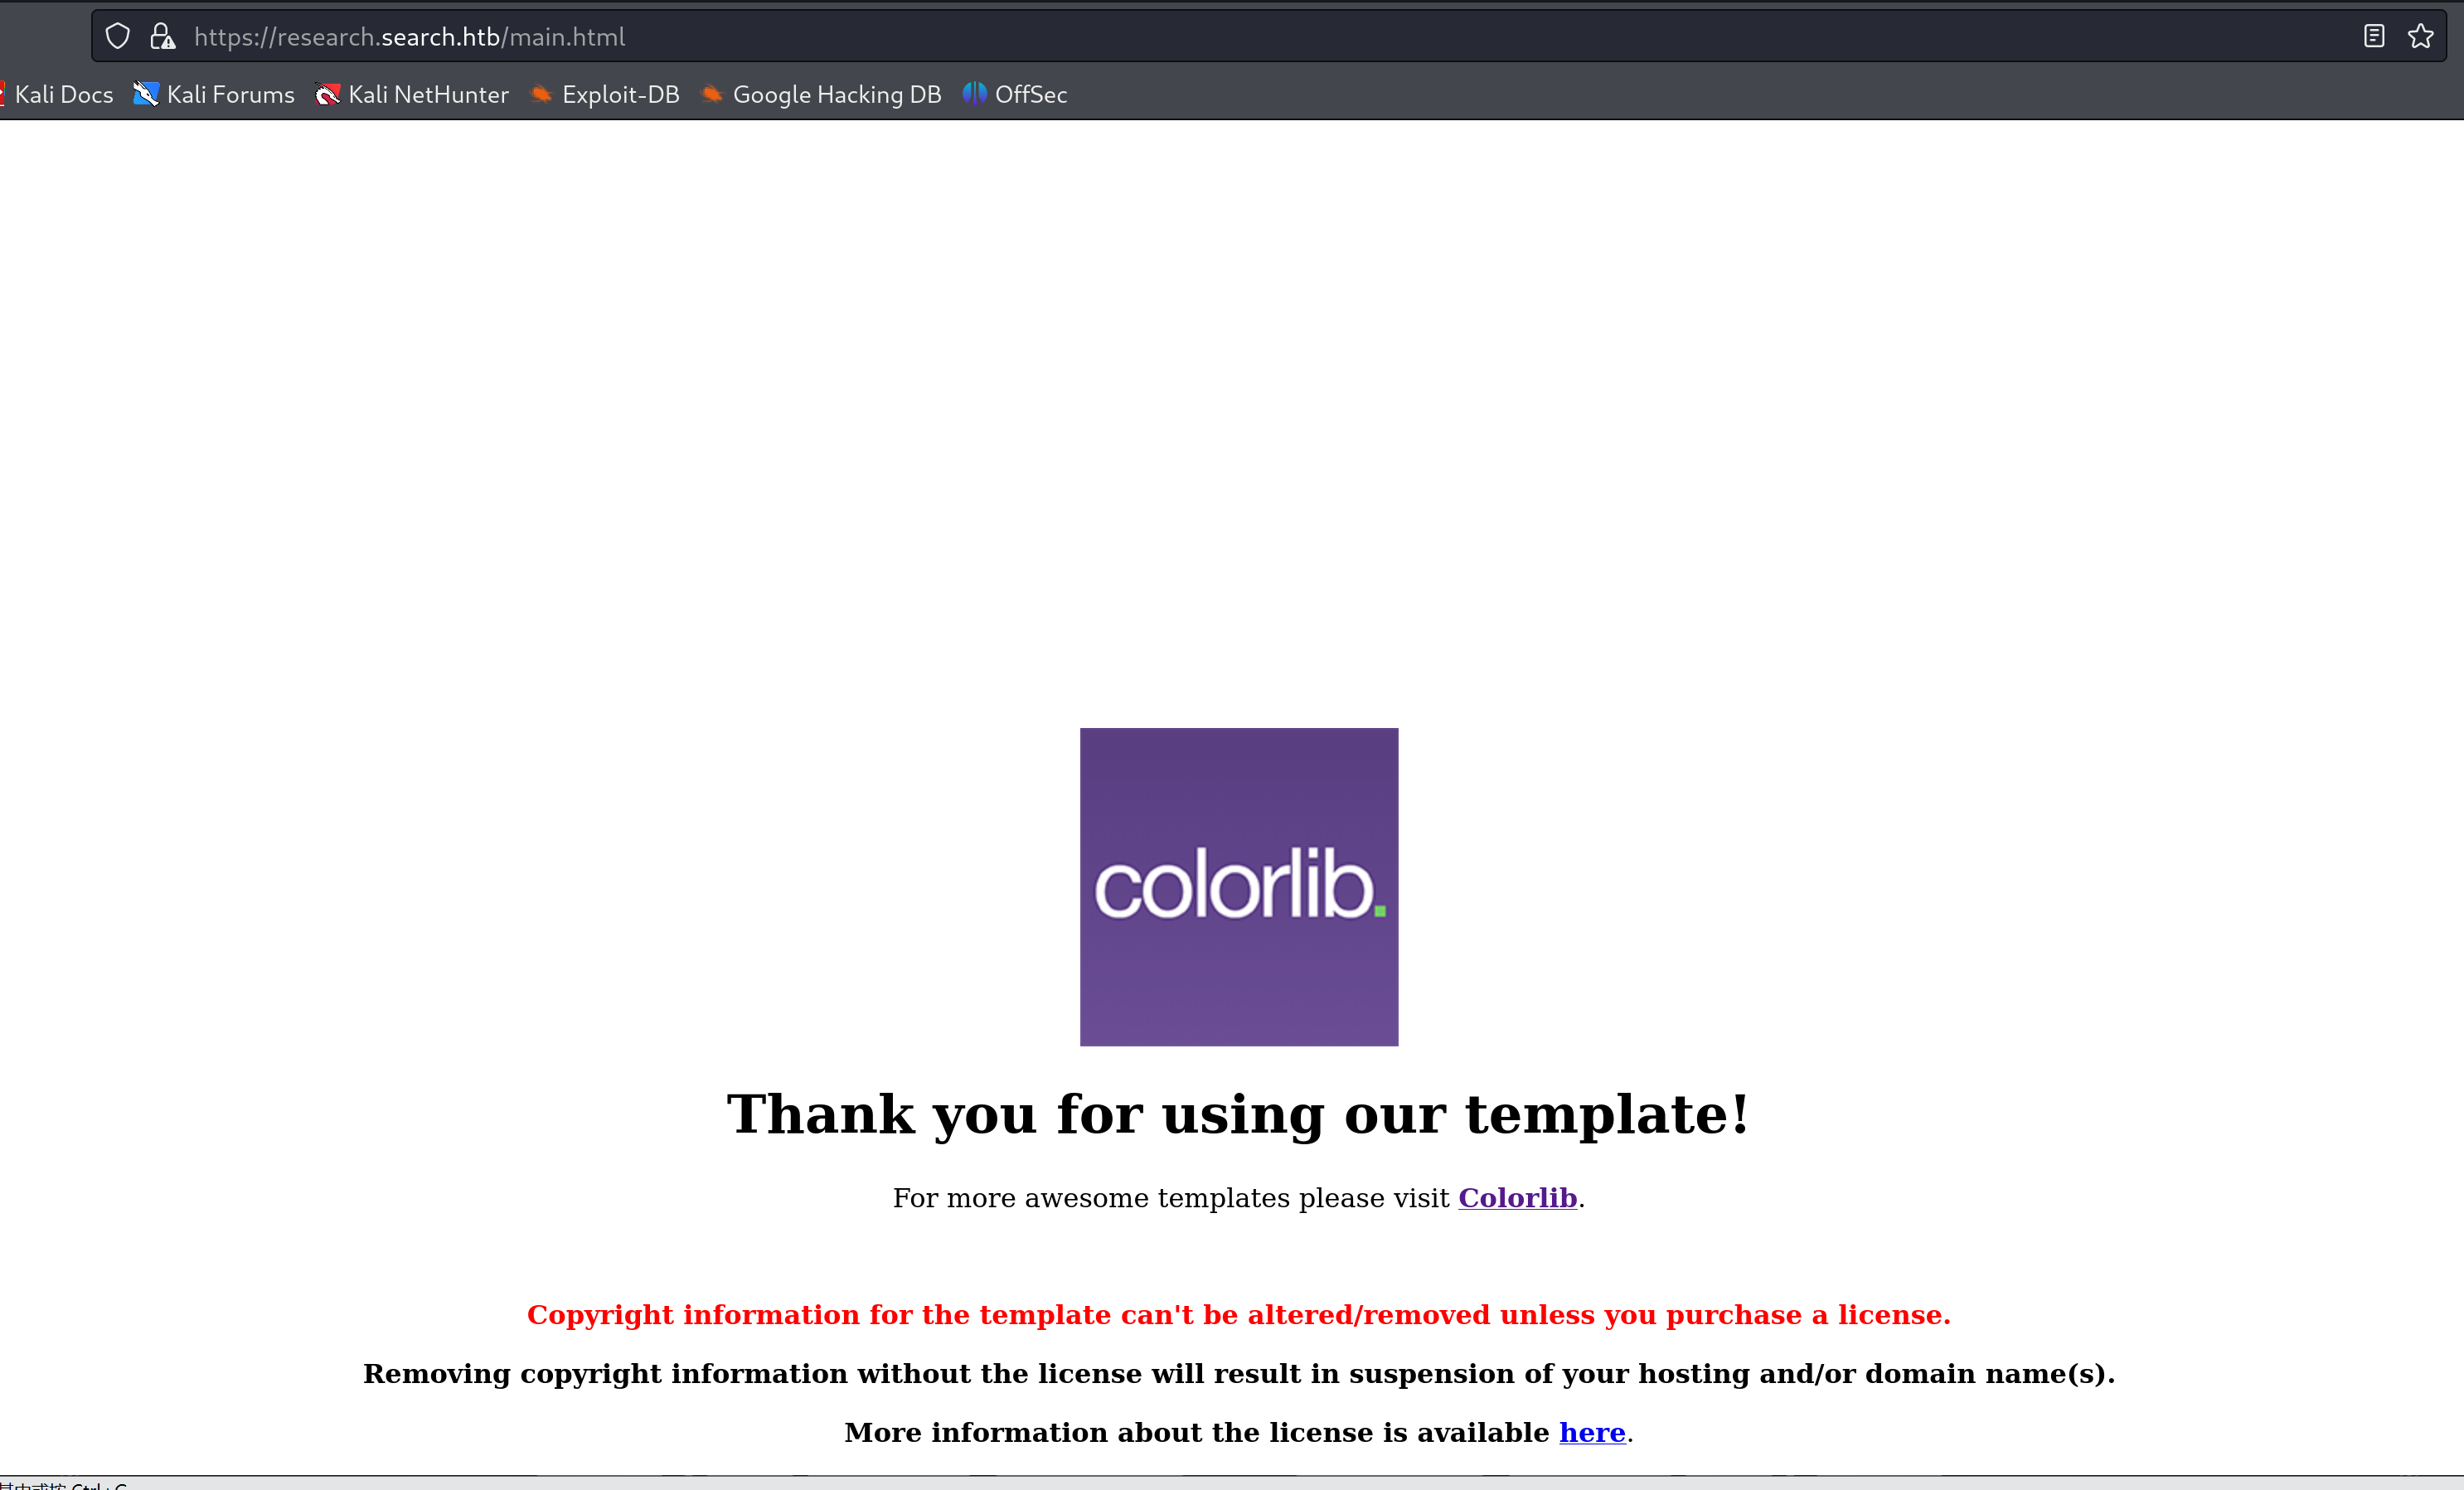 https://research.search.htb/main.html
Kali Docs Kali Forums Kali NetHunter Exploit-DB Google Hacking DB OffSec
colorlib.
Thank you for using our template!
For more awesome templates please visit Colorlib.
Copyright information for the template can't be altered/removed unless you purchase a license.
Removing copyright information without the license will result in suspension of your hosting and/or domain name(s).
More information about the license is available here.